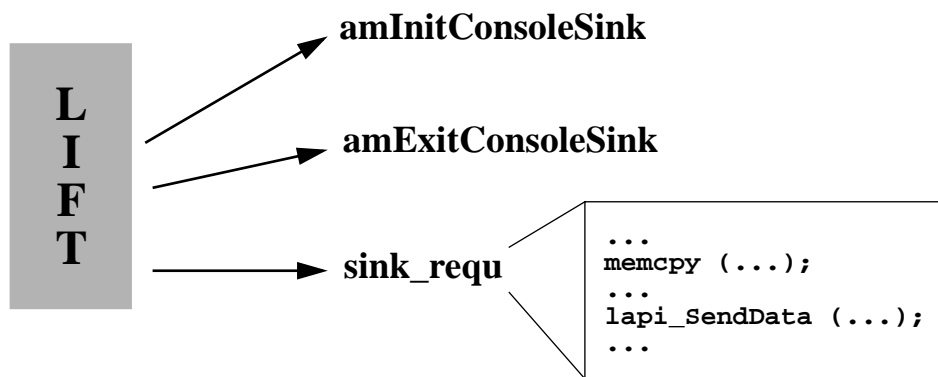 L
I
F
T
amInitConsoleSink
amExitConsoleSink
sink_requ
...
memcpy (...);
...
lapi_SendData (...);
...